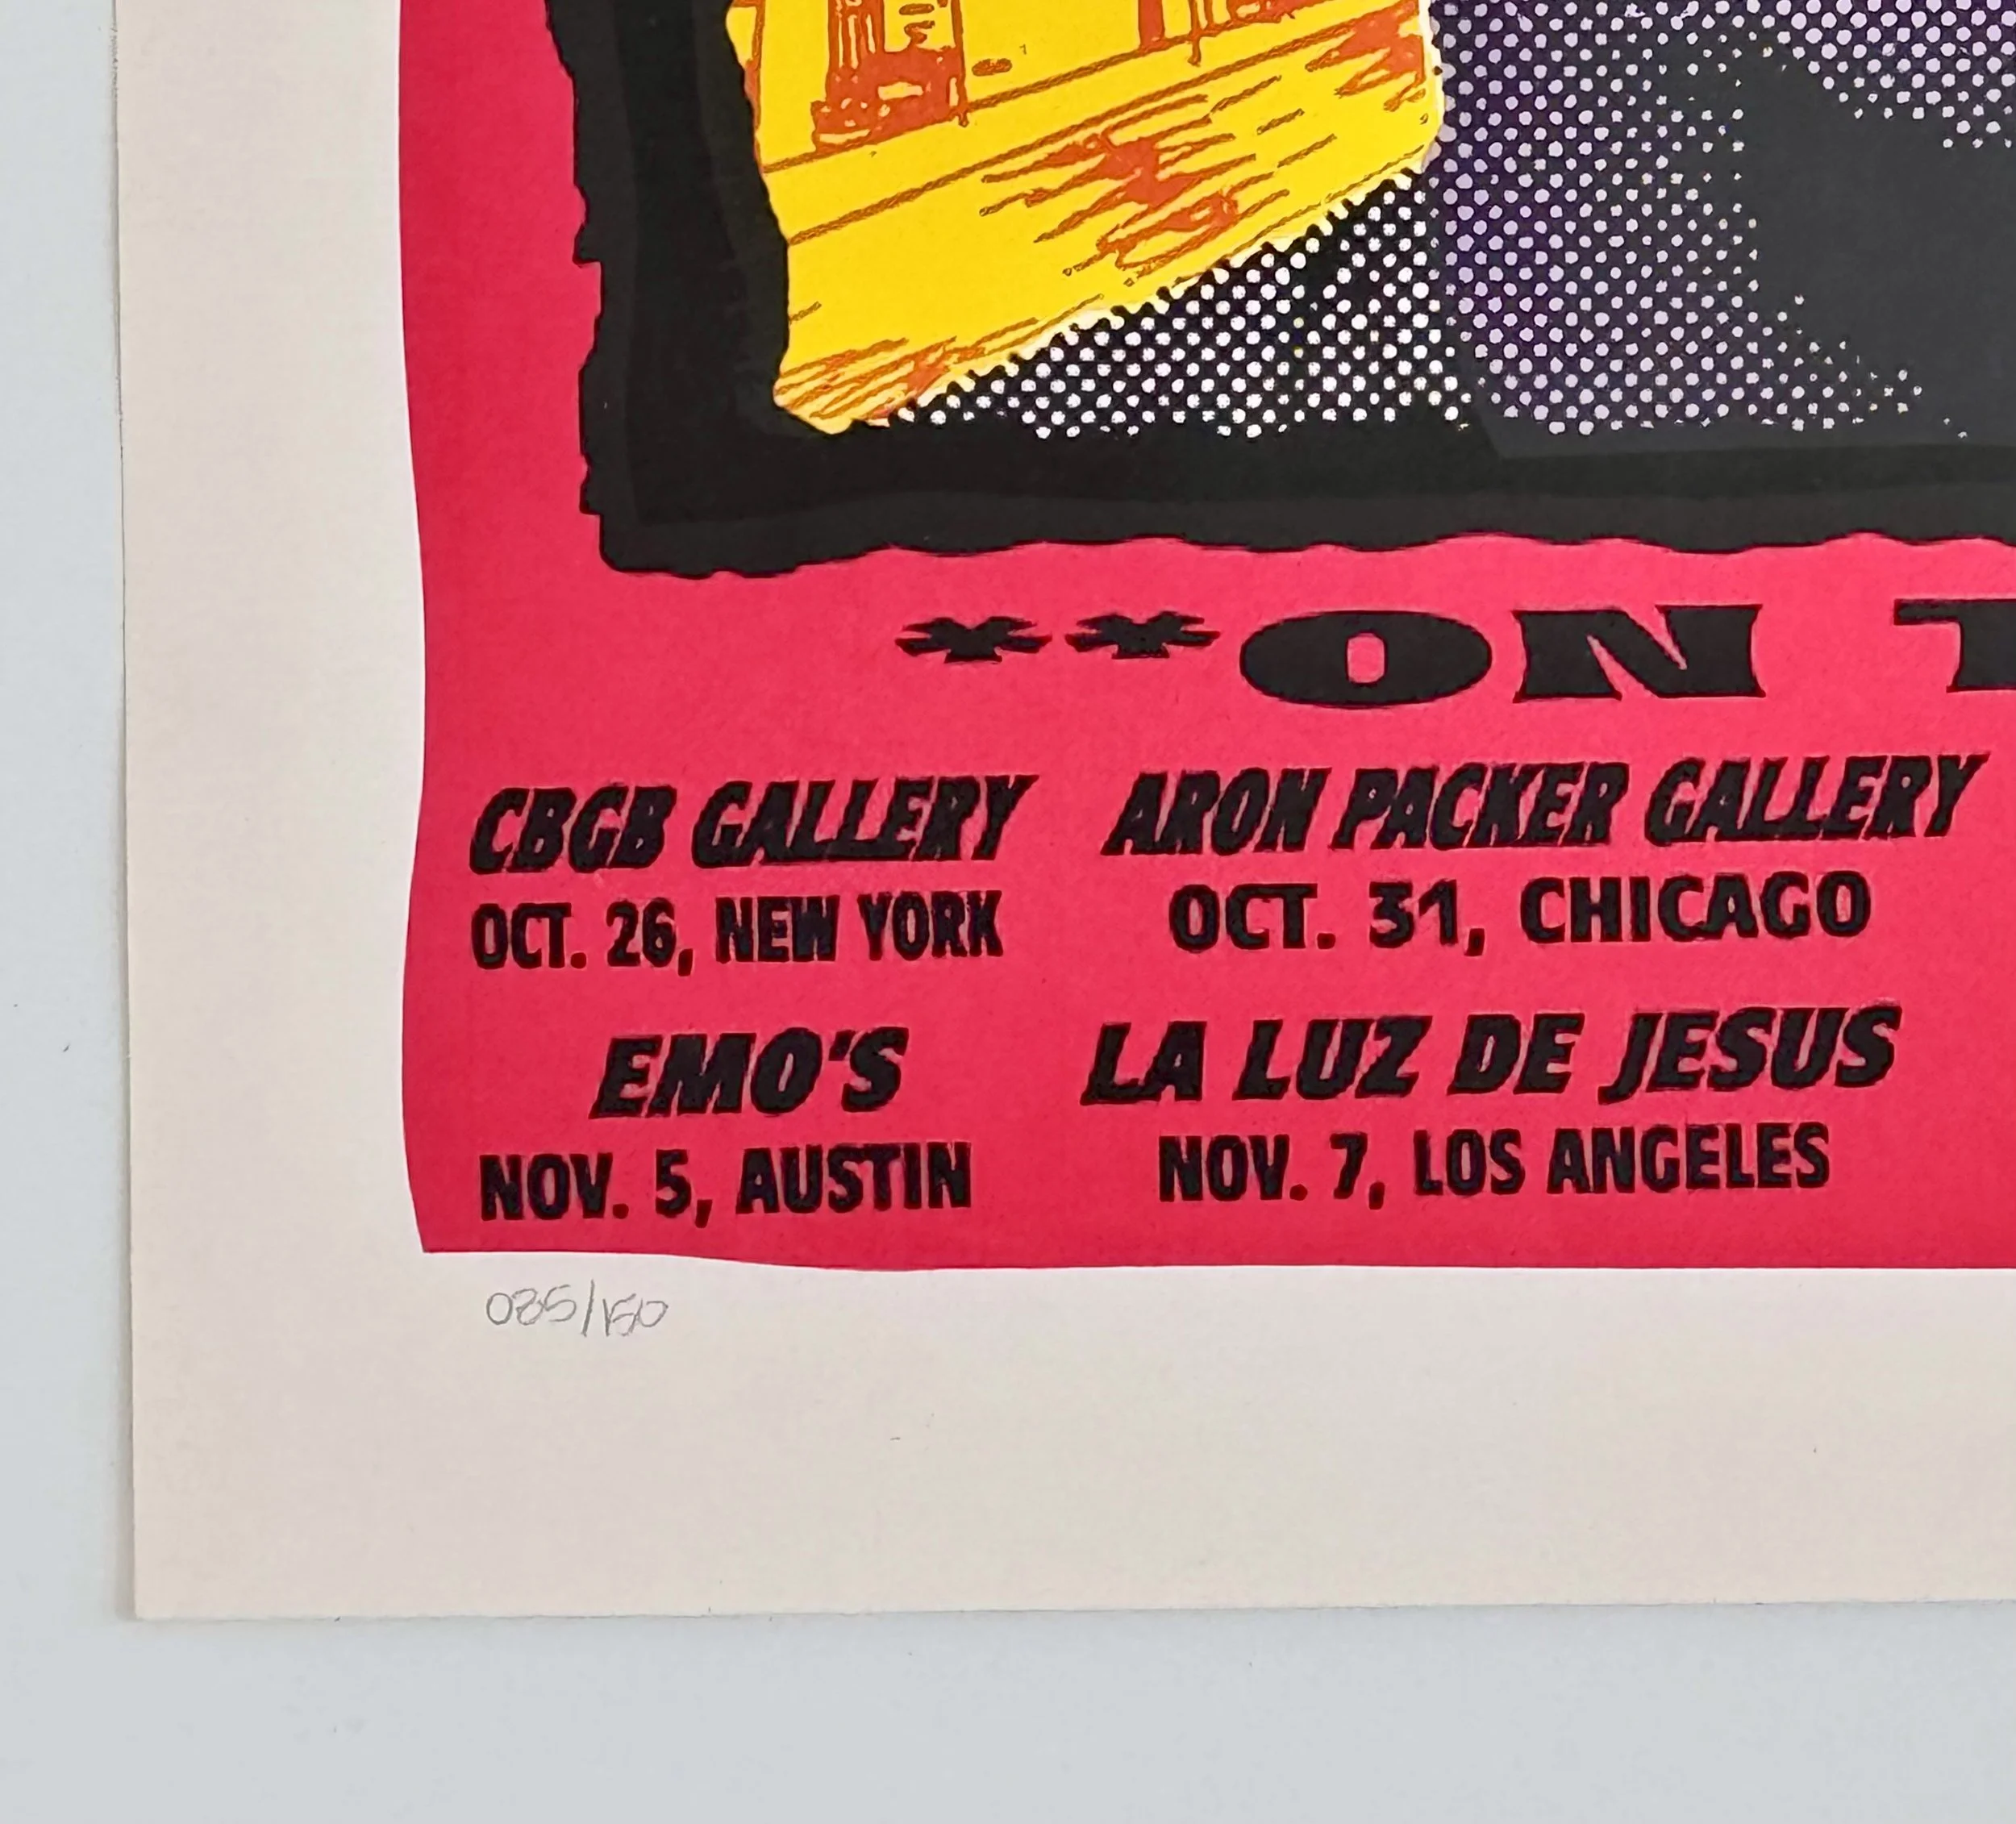 **ON T
CBGB GALLERY
OCT. 26, NEW YORK
ARON PACKER GALLERY
OCT. 31, CHICAGO
EMO'S
NOV. 5, AUSTIN
LA LUZ DE JESUS
NOV. 7, LOS ANGELES
085/150